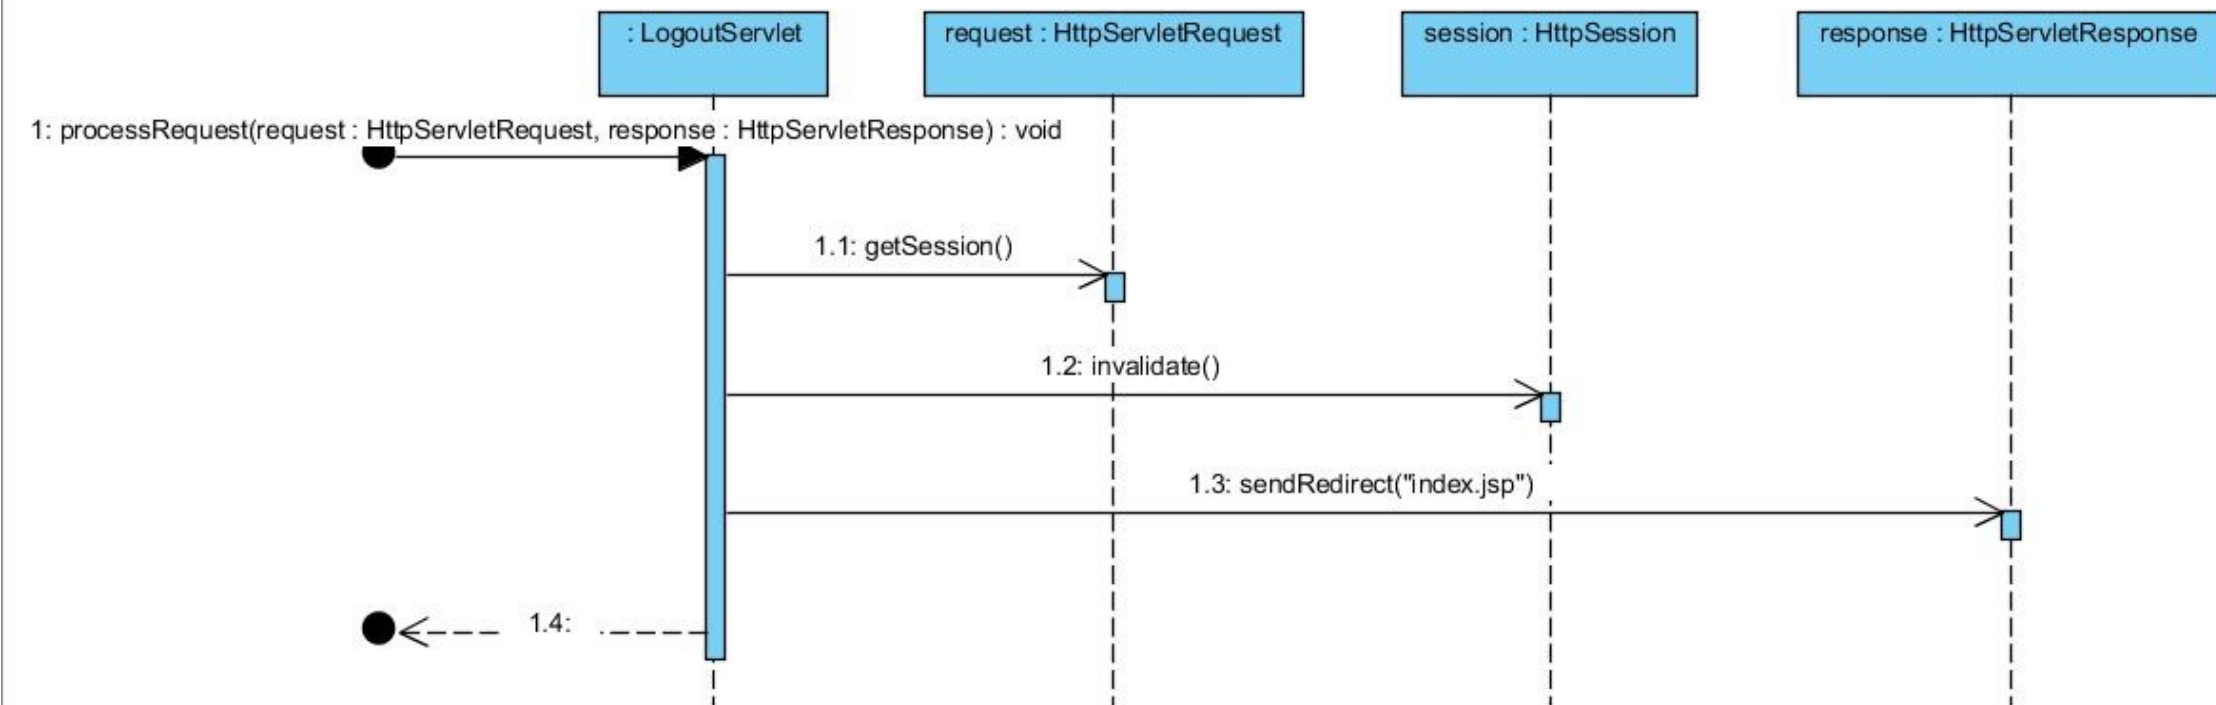 : LogoutServlet
request : HttpServletRequest
session : HttpSession
response : HttpServletResponse
1: processRequest(request : HttpServletRequest, response : HttpServletResponse) : void
1.1: getSession()
1.2: invalidate()
1.3: sendRedirect("index.jsp")
1.4: